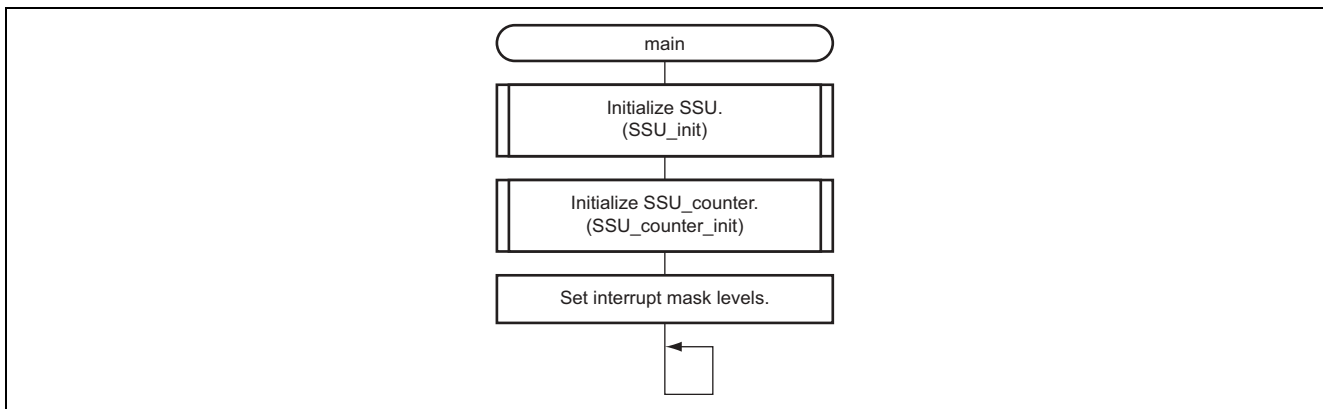 main
Initialize SSU.
(SSU_init)
Initialize SSU_counter.
(SSU_counter_init)
Set interrupt mask levels.